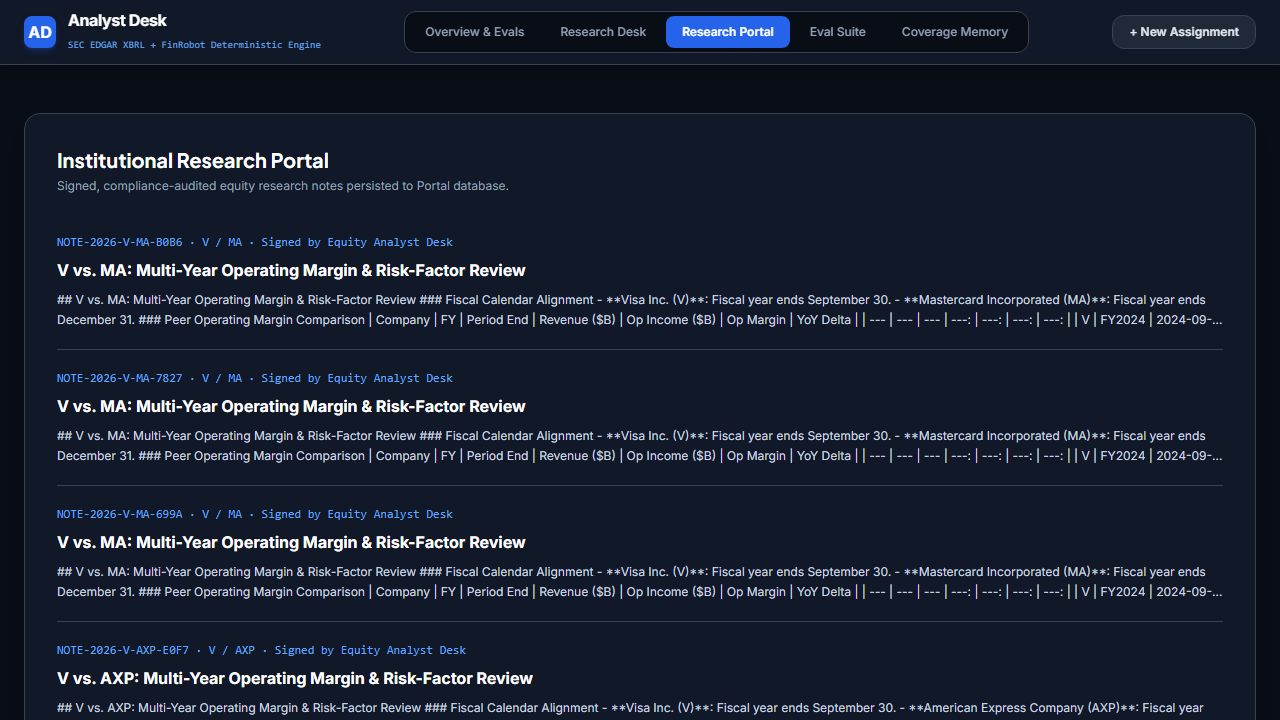 AD
Analyst Desk
SEC EDGAR XBRL + FinRobot Deterministic Engine
Overview & Evals
Research Desk
Research Portal
Eval Suite
Coverage Memory
+ New Assignment
Institutional Research Portal
Signed, compliance-audited equity research notes persisted to Portal database.
NOTE-2026-V-MA-B0B6 · V / MA · Signed by Equity Analyst Desk
V vs. MA: Multi-Year Operating Margin & Risk-Factor Review
## V vs. MA: Multi-Year Operating Margin & Risk-Factor Review ### Fiscal Calendar Alignment - **Visa Inc. (V)**: Fiscal year ends September 30. - **Mastercard Incorporated (MA)**: Fiscal year ends
December 31. ### Peer Operating Margin Comparison | Company | FY | Period End | Revenue ($B) | Op Income ($B) | Op Margin | YoY Delta | | --- | --- | --- | ---: | ---: | ---: | ---: | | V | FY2024 | 2024-09-...
NOTE-2026-V-MA-7827 · V / MA · Signed by Equity Analyst Desk
V vs. MA: Multi-Year Operating Margin & Risk-Factor Review
## V vs. MA: Multi-Year Operating Margin & Risk-Factor Review ### Fiscal Calendar Alignment - **Visa Inc. (V)**: Fiscal year ends September 30. - **Mastercard Incorporated (MA)**: Fiscal year ends
December 31. ### Peer Operating Margin Comparison | Company | FY | Period End | Revenue ($B) | Op Income ($B) | Op Margin | YoY Delta | | --- | --- | --- | ---: | ---: | ---: | ---: | | V | FY2024 | 2024-09-...
NOTE-2026-V-MA-699A · V / MA · Signed by Equity Analyst Desk
V vs. MA: Multi-Year Operating Margin & Risk-Factor Review
## V vs. MA: Multi-Year Operating Margin & Risk-Factor Review ### Fiscal Calendar Alignment - **Visa Inc. (V)**: Fiscal year ends September 30. - **Mastercard Incorporated (MA)**: Fiscal year ends
December 31. ### Peer Operating Margin Comparison | Company | FY | Period End | Revenue ($B) | Op Income ($B) | Op Margin | YoY Delta | | --- | --- | --- | ---: | ---: | ---: | ---: | | V | FY2024 | 2024-09-...
NOTE-2026-V-AXP-E0F7 · V / AXP · Signed by Equity Analyst Desk
V vs. AXP: Multi-Year Operating Margin & Risk-Factor Review
## V vs. AXP: Multi-Year Operating Margin & Risk-Factor Review ### Fiscal Calendar Alignment - **Visa Inc. (V)**: Fiscal year ends September 30. - **American Express Company (AXP)**: Fiscal year